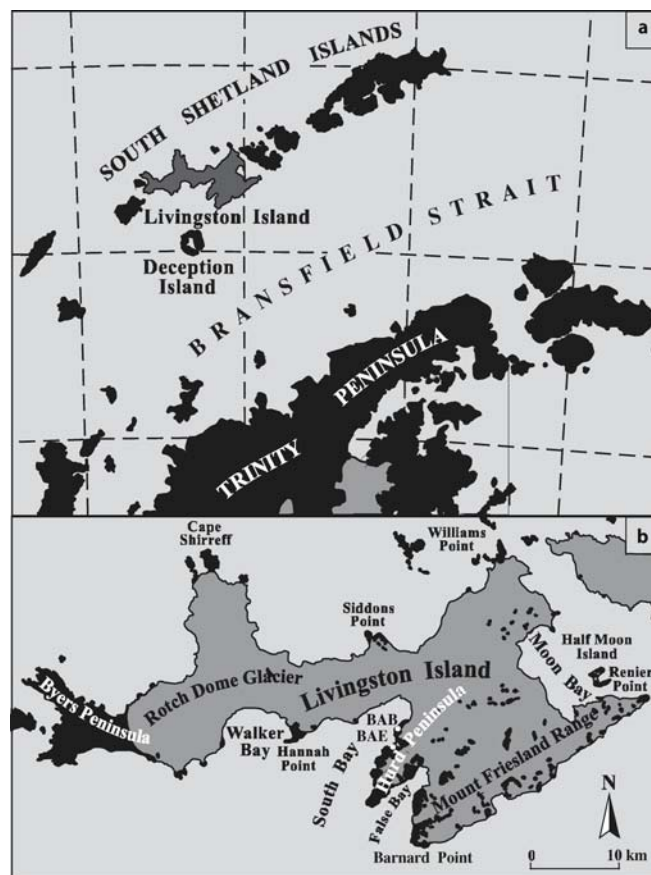 a
SOUTH SHETLAND ISLANDS
Livingston Island
Deception
Island
BRANSFIELD STRAIT
TRINITY PENINSULA
b
Cape
Shirreff
Williams
Point
Siddons
Point
Half Moon
Island
Renier
Point
Moon Bay
Byers Peninsula
Rotch Dome Glacier
Livingston Island
Walker
Bay
Hannah
Point
BAB
BAE
Hurd Peninsula
South Bay
False Bay
Mount Friesland Range
Barnard Point
N
0 10 km